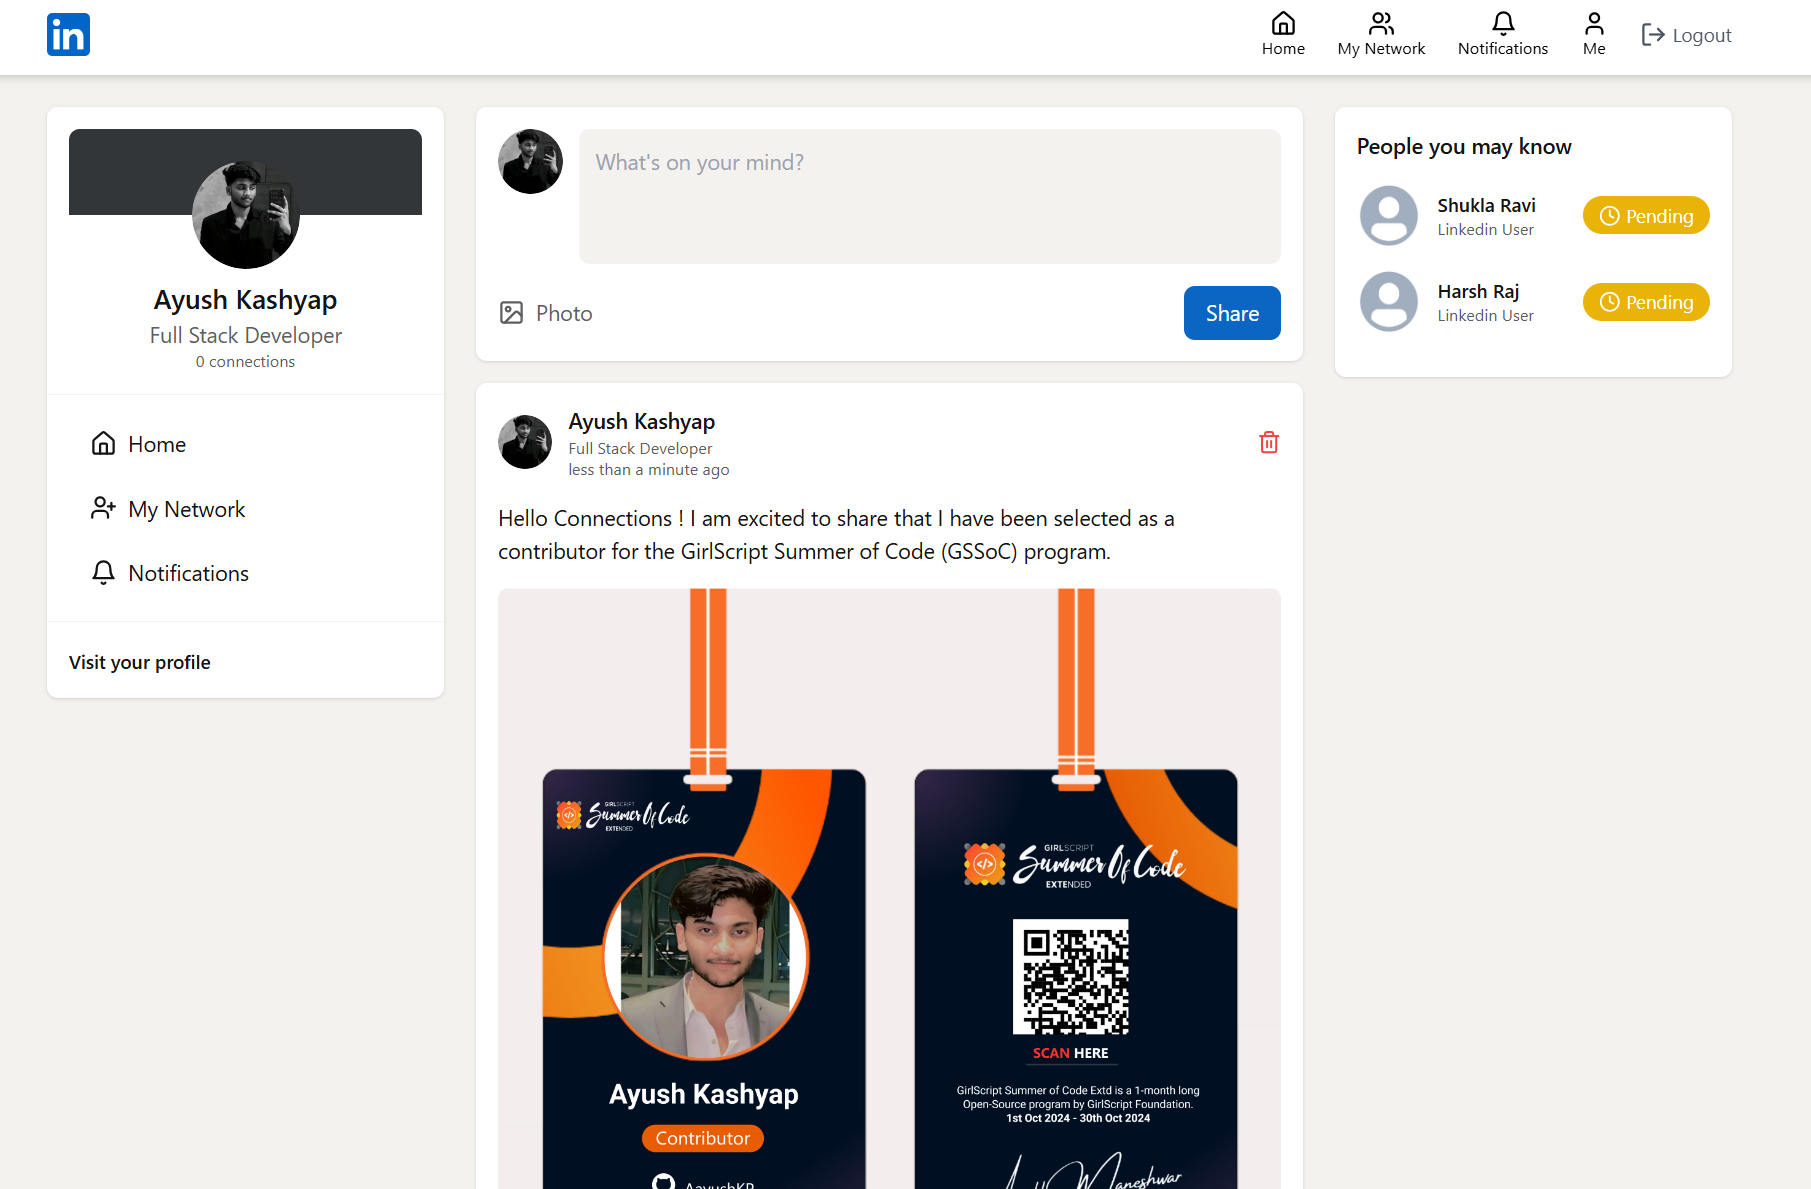 in
Home
My Network
Notifications
Me
Logout
Ayush Kashyap
Full Stack Developer
0 connections
Home
My Network
Notifications
Visit your profile
What's on your mind?
Photo
Share
Ayush Kashyap
Full Stack Developer
less than a minute ago
Hello Connections ! I am excited to share that I have been selected as a
contributor for the GirlScript Summer of Code (GSSoC) program.
GIRLSCRIPT
Summer Of Code
EXTENDED
Ayush Kashyap
Contributor
AayushKP
GIRLSCRIPT
Summer Of Code
EXTENDED
SCAN HERE
GirlScript Summer of Code Extd is a 1-month long
Open-Source program by GirlScript Foundation.
1st Oct 2024 - 30th Oct 2024
People you may know
Shukla Ravi
Linkedin User
Pending
Harsh Raj
Linkedin User
Pending